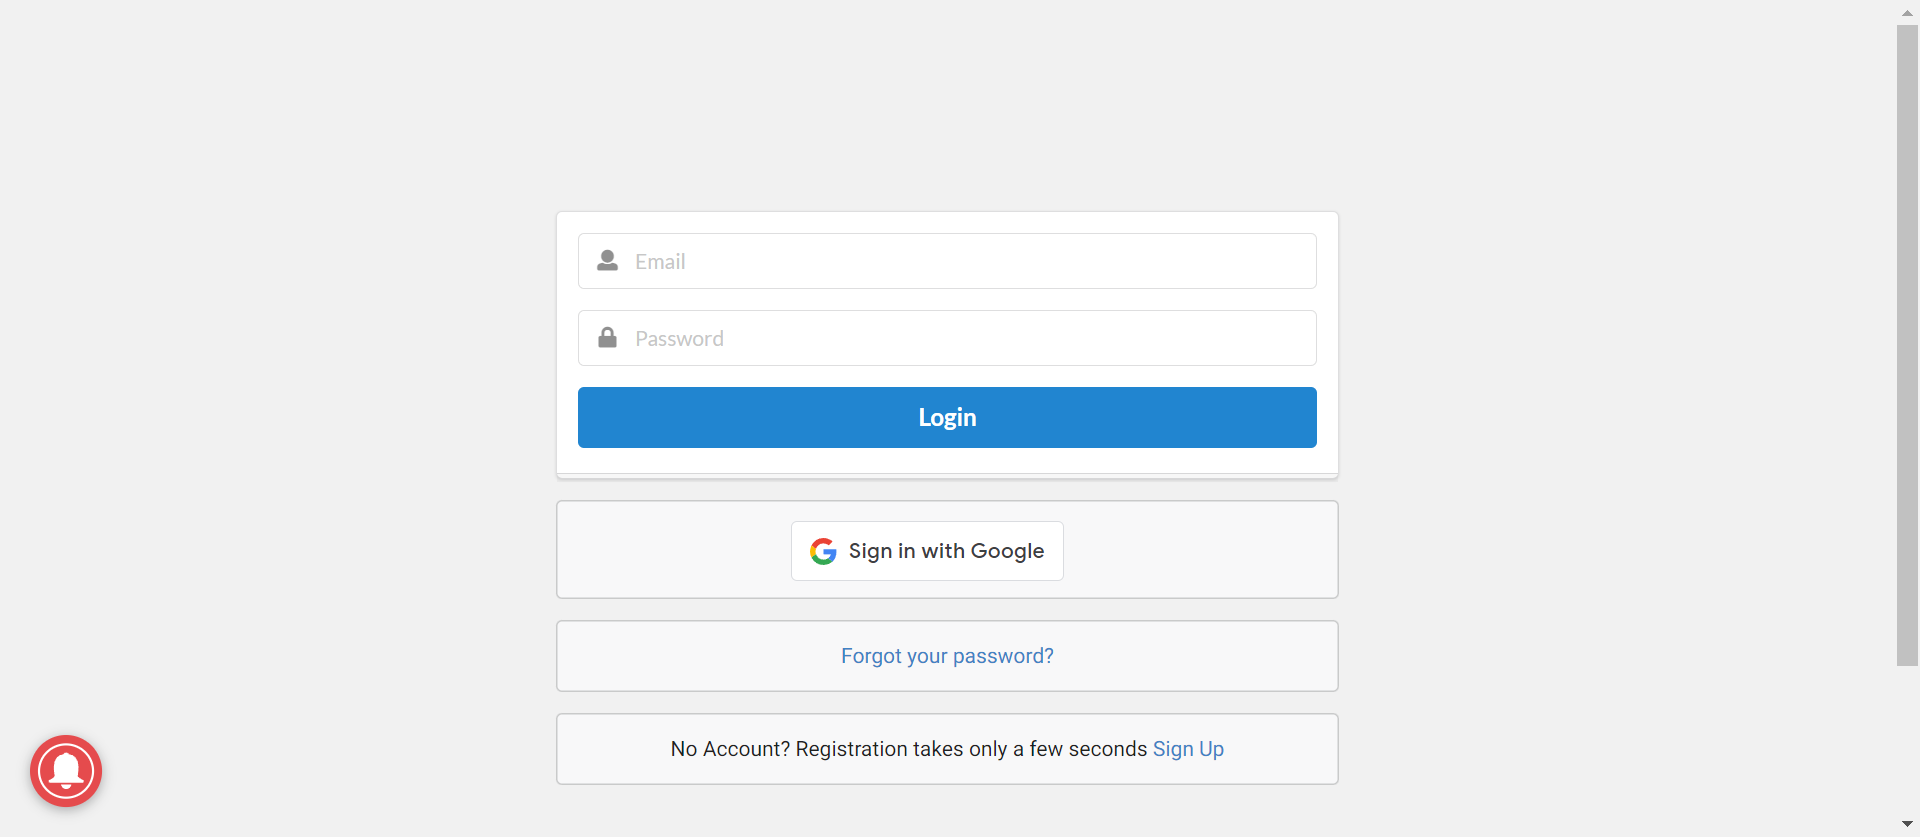 Email
Password
Login
Sign in with Google
Forgot your password?
No Account? Registration takes only a few seconds Sign Up